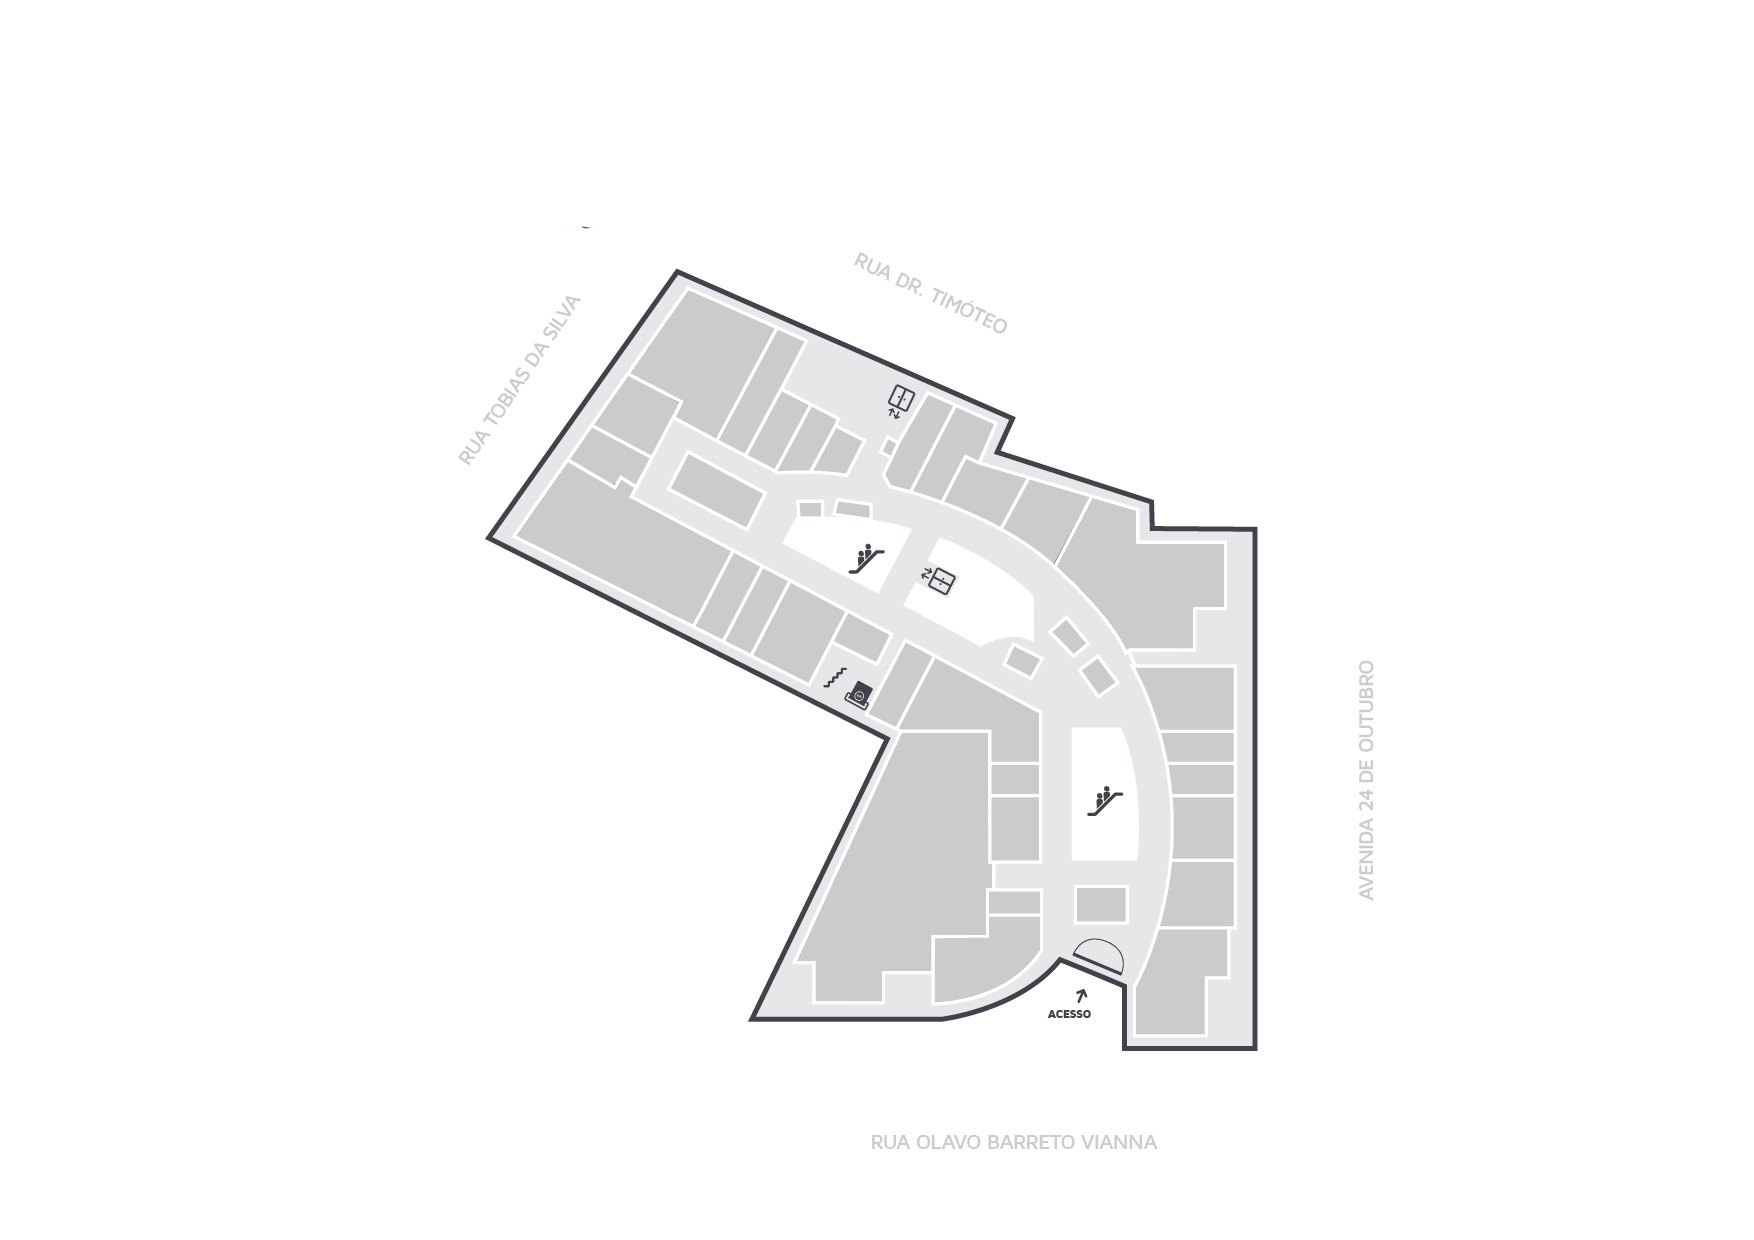 RUA DR. TIMÓTEO
RUA TOBIAS DA SILVA
AVENIDA 24 DE OUTUBRO
ACESSO
RUA OLAVO BARRETO VIANNA